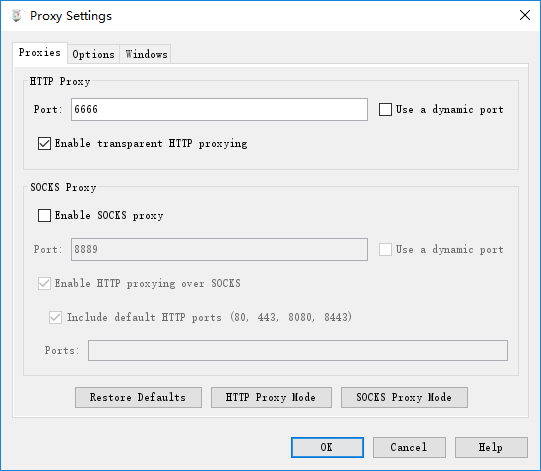 Proxy Settings
Proxies Options Windows
HTTP Proxy
Port: 6666 Use a dynamic port
Enable transparent HTTP proxying
SOCKS Proxy
Enable SOCKS proxy
Port: 8889 Use a dynamic port
Enable HTTP proxying over SOCKS
Include default HTTP ports (80, 443, 8080, 8443)
Ports:
Restore Defaults HTTP Proxy Mode SOCKS Proxy Mode
OK Cancel Help